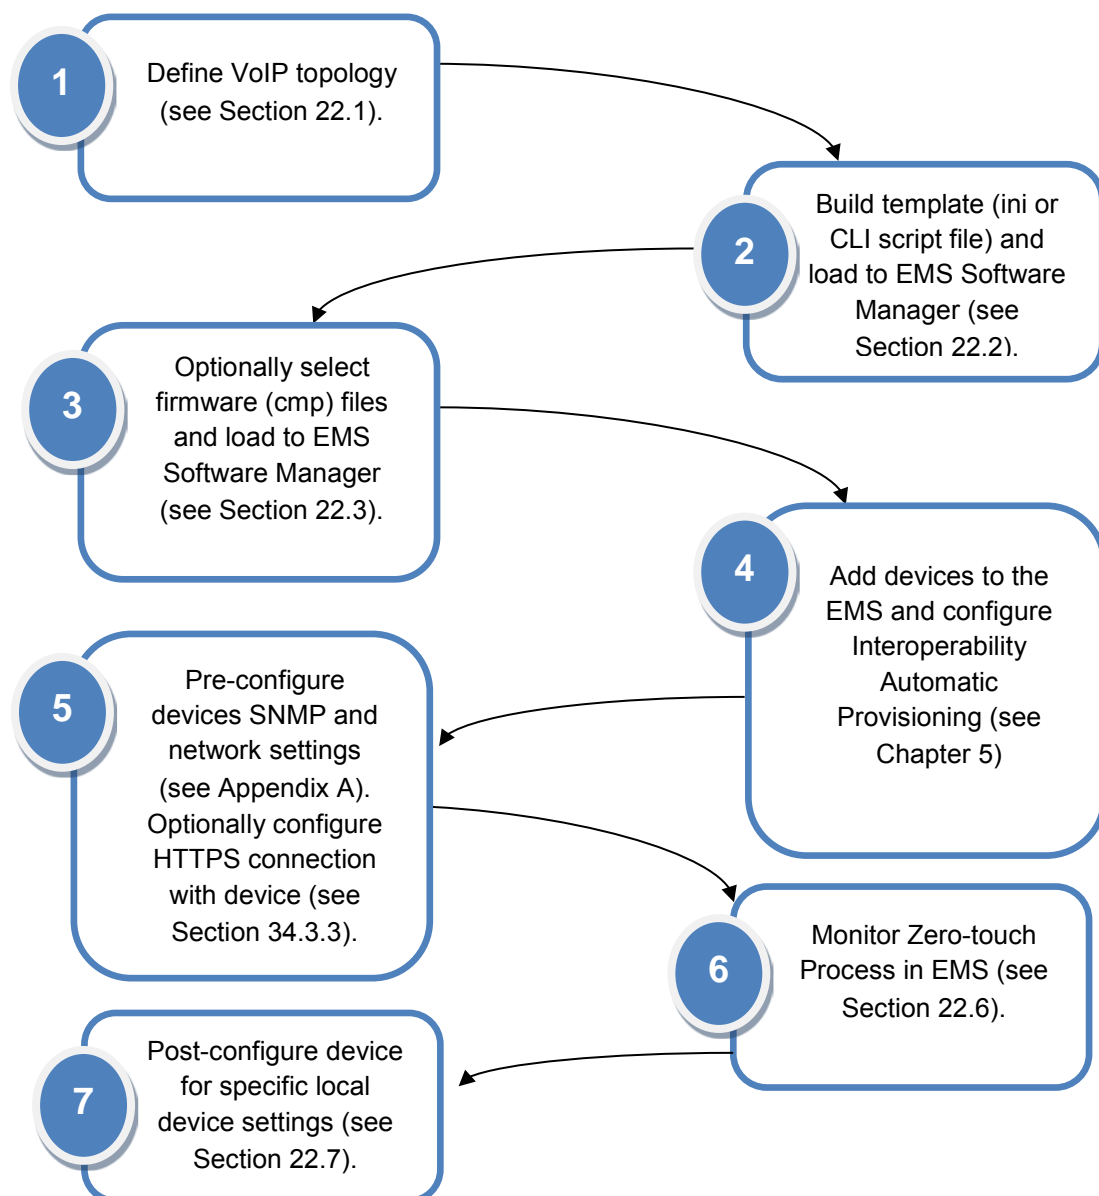 1
Define VoIP topology
(see Section 22.1).
2
Build template (ini or
CLI script file) and
load to EMS Software
Manager (see
Section 22.2).
3
Optionally select
firmware (cmp) files
and load to EMS
Software Manager
(see Section 22.3).
4
Add devices to the
EMS and configure
Interoperability
Automatic
Provisioning (see
Chapter 5)
5
Pre-configure
devices SNMP and
network settings
(see Appendix A).
Optionally configure
HTTPS connection
with device (see
Section 34.3.3).
6
Monitor Zero-touch
Process in EMS (see
Section 22.6).
7
Post-configure device
for specific local
device settings (see
Section 22.7).